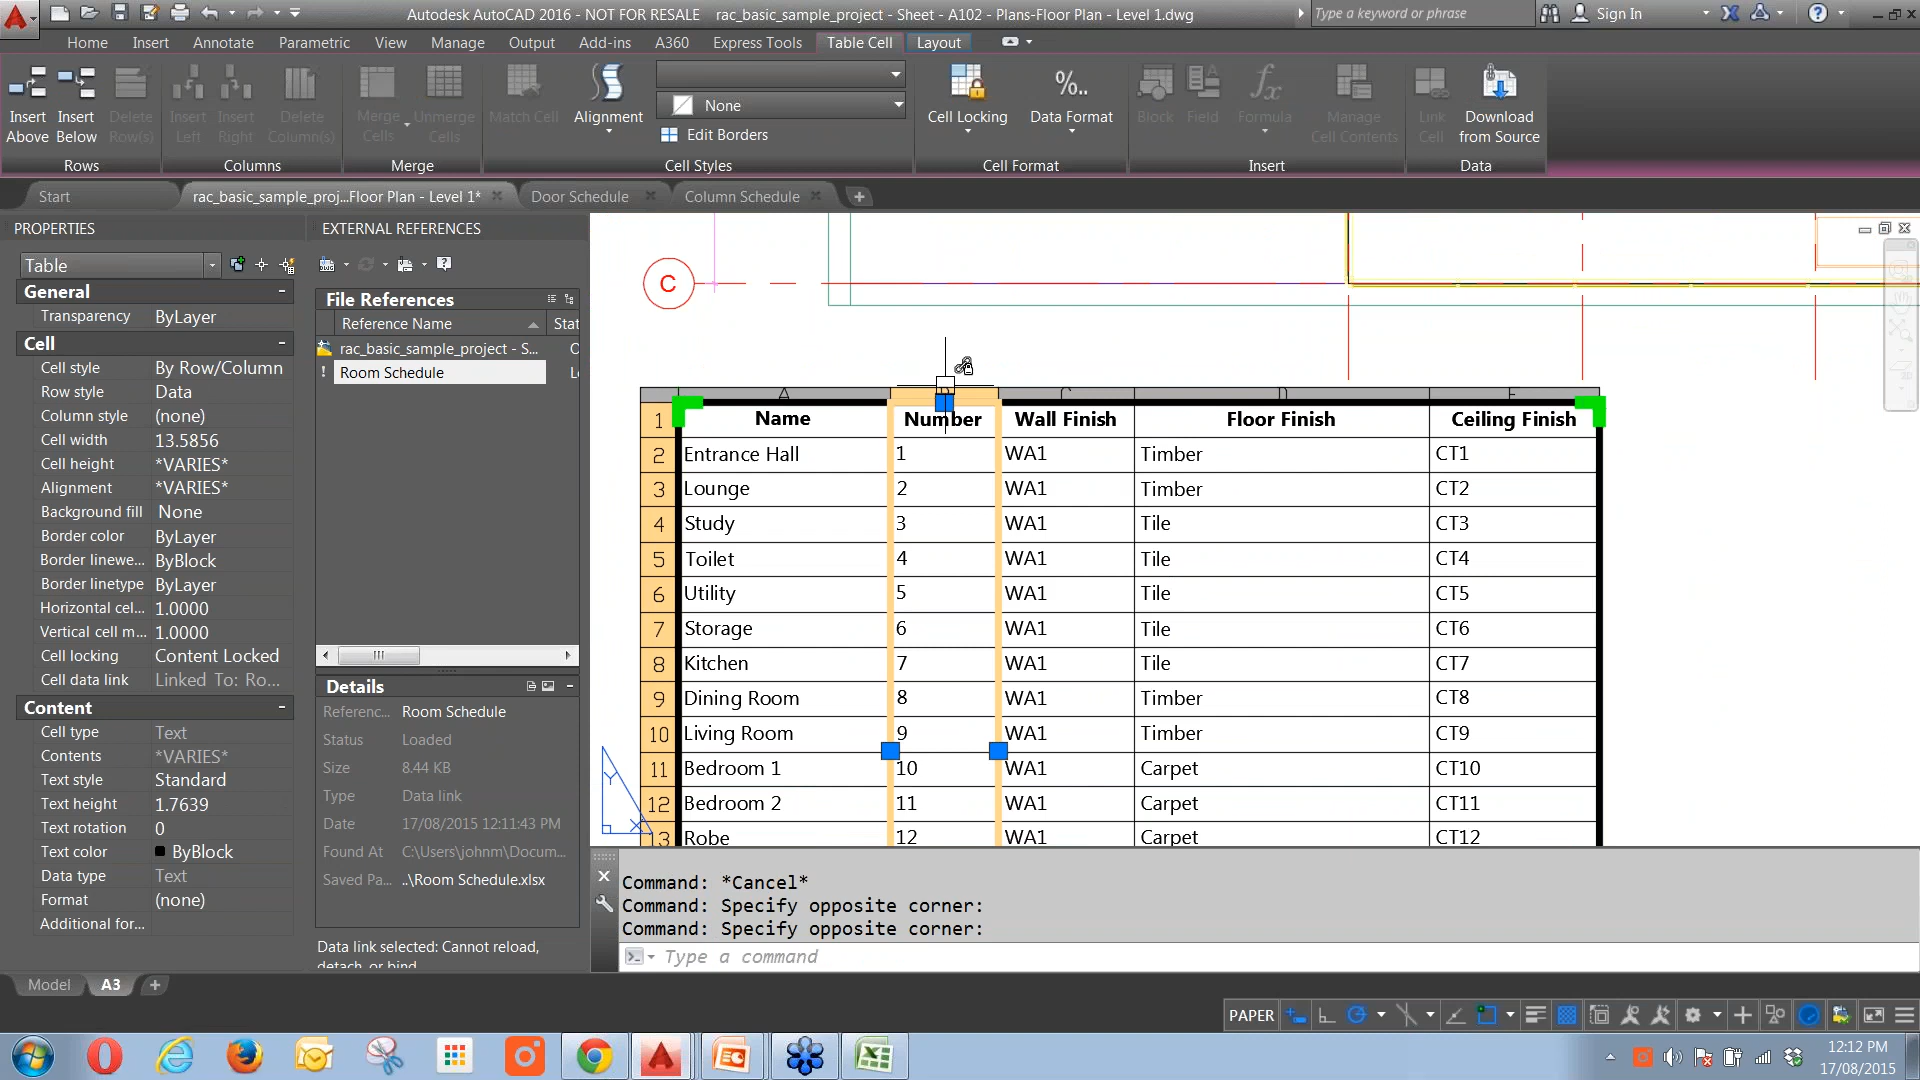 Autodesk AutoCAD 2016 - NOT FOR RESALE rac_basic_sample_project - Sheet - A102 - Plans-Floor Plan - Level 1.dwg
Type a keyword or phrase
Sign In
Home Insert Annotate Parametric View Manage Output Add-ins A360 Express Tools Table Cell Layout
Insert Above
Insert Below
Delete Row(s)
Rows
Insert Left
Insert Right
Delete Column(s)
Columns
Merge Cells
Unmerge Cells
Merge
Match Cell
Alignment
None
Edit Borders
Cell Styles
Cell Locking
Data Format
Cell Format
Block
Field
Formula
Manage Cell Contents
Insert
Link Cell
Download from Source
Data
Start
rac_basic_sample_proj...Floor Plan - Level 1*
Door Schedule
Column Schedule
PROPERTIES
Table
General
Transparency ByLayer
Cell
Cell style By Row/Column
Row style Data
Column style (none)
Cell width 13.5856
Cell height *VARIES*
Alignment *VARIES*
Background fill None
Border color ByLayer
Border linewe... ByBlock
Border linetype ByLayer
Horizontal cel... 1.0000
Vertical cell m... 1.0000
Cell locking Content Locked
Cell data link Linked To: Ro...
Content
Cell type Text
Contents *VARIES*
Text style Standard
Text height 1.7639
Text rotation 0
Text color ByBlock
Data type Text
Format (none)
Additional for...
EXTERNAL REFERENCES
File References
Reference Name Stat
rac_basic_sample_project - S... O
! Room Schedule
Details
Referenc... Room Schedule
Status Loaded
Size 8.44 KB
Type Data link
Date 17/08/2015 12:11:43 PM
Found At C:\Users\johnm\Docum...
Saved Pa... ..\Room Schedule.xlsx
Data link selected: Cannot reload,
detach, or bind
C
A C D E
1 Name Number Wall Finish Floor Finish Ceiling Finish
2 Entrance Hall 1 WA1 Timber CT1
3 Lounge 2 WA1 Timber CT2
4 Study 3 WA1 Tile CT3
5 Toilet 4 WA1 Tile CT4
6 Utility 5 WA1 Tile CT5
7 Storage 6 WA1 Tile CT6
8 Kitchen 7 WA1 Tile CT7
9 Dining Room 8 WA1 Timber CT8
10 Living Room 9 WA1 Timber CT9
11 Bedroom 1 10 WA1 Carpet CT10
12 Bedroom 2 11 WA1 Carpet CT11
13 Robe 12 WA1 Carpet CT12
Y
X
Command: *Cancel*
Command: Specify opposite corner:
Command: Specify opposite corner:
Type a command
Model A3
PAPER
12:12 PM
17/08/2015